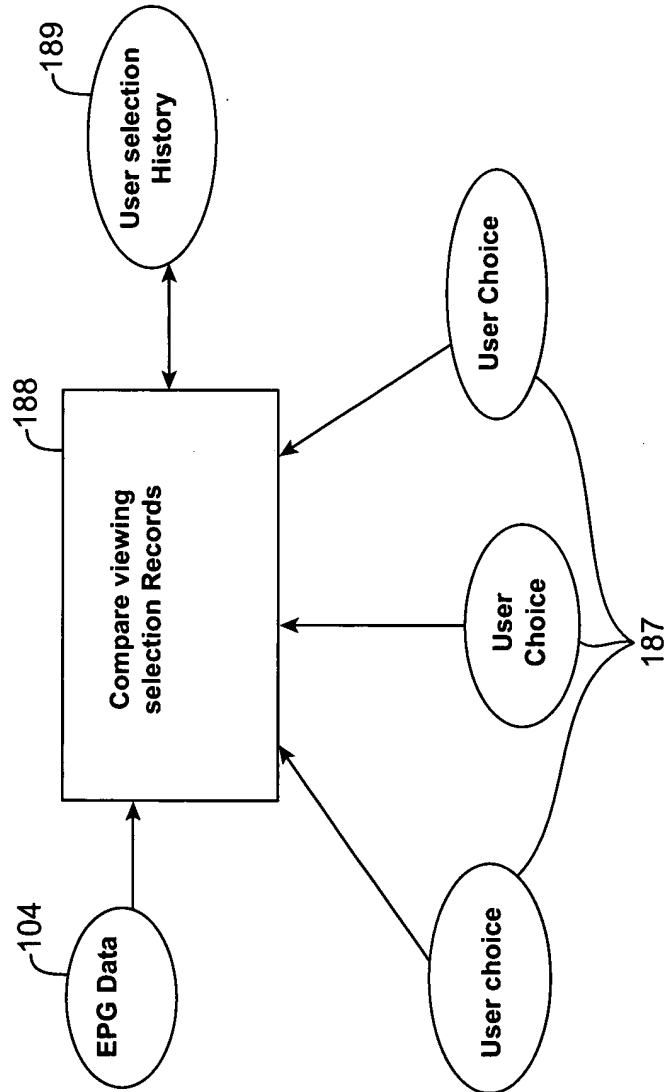 189
User selection
History
188
Compare viewing
selection Records
104
EPG Data
User Choice
User
Choice
User choice
187